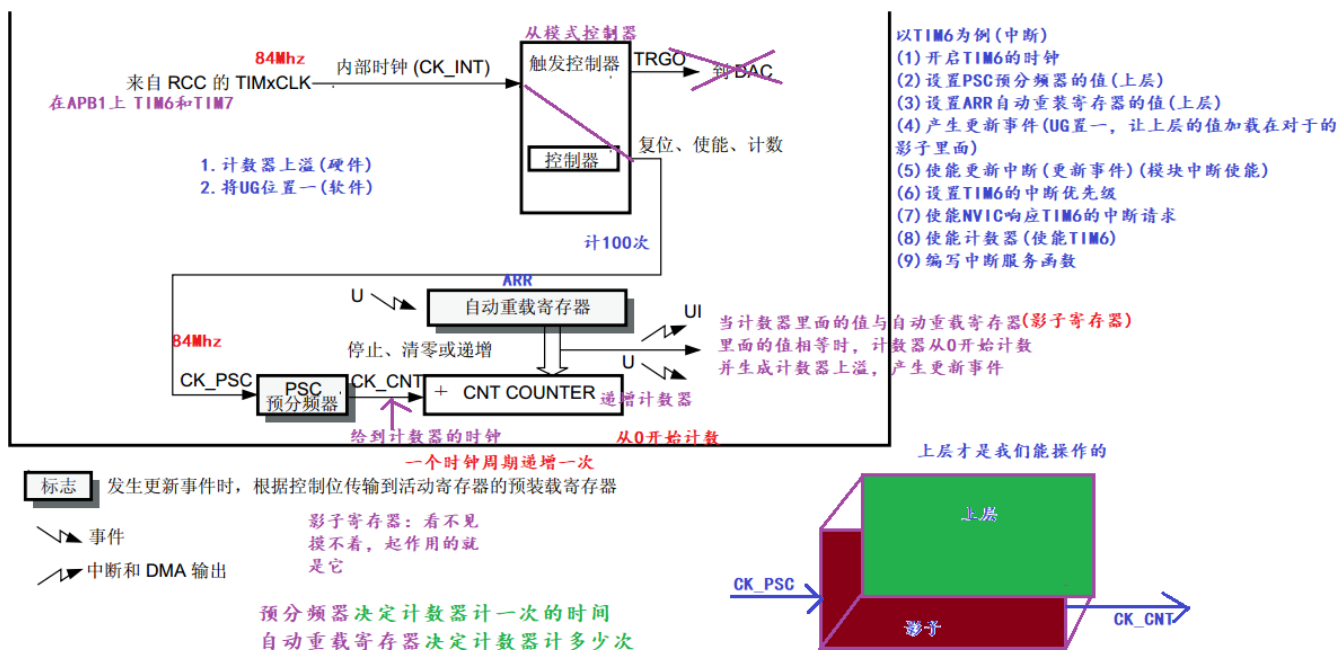 从模式控制器
84Mhz
来自 RCC 的 TIMxCLK
内部时钟 (CK_INT)
触发控制器
TRGO
到 DAC
在APB1上 TIM6和TIM7
控制器
复位、使能、计数
1.计数器上溢(硬件)
2.将UG位置一(软件)
计100次
ARR
U
自动重载寄存器
UI
停止、清零或递增
U
84Mhz
CK_PSC
PSC
预分频器
CK_CNT
+ CNT COUNTER
递增计数器
给到计数器的时钟
从0开始计数
一个时钟周期递增一次
当计数器里面的值与自动重载寄存器(影子寄存器)
里面的值相等时，计数器从0开始计数
并生成计数器上溢，产生更新事件
以TIM6为例(中断)
(1)开启TIM6的时钟
(2)设置PSC预分频器的值(上层)
(3)设置ARR自动重装寄存器的值(上层)
(4)产生更新事件(UG置一，让上层的值加载在对于的
影子里面)
(5)使能更新中断(更新事件)(模块中断使能)
(6)设置TIM6的中断优先级
(7)使能NVIC响应TIM6的中断请求
(8)使能计数器(使能TIM6)
(9)编写中断服务函数
标志
发生更新事件时，根据控制位传输到活动寄存器的预装载寄存器
事件
中断和 DMA 输出
影子寄存器：看不见
摸不着，起作用的就
是它
预分频器决定计数器计一次的时间
自动重载寄存器决定计数器计多少次
上层才是我们能操作的
上层
CK_PSC
影子
CK_CNT